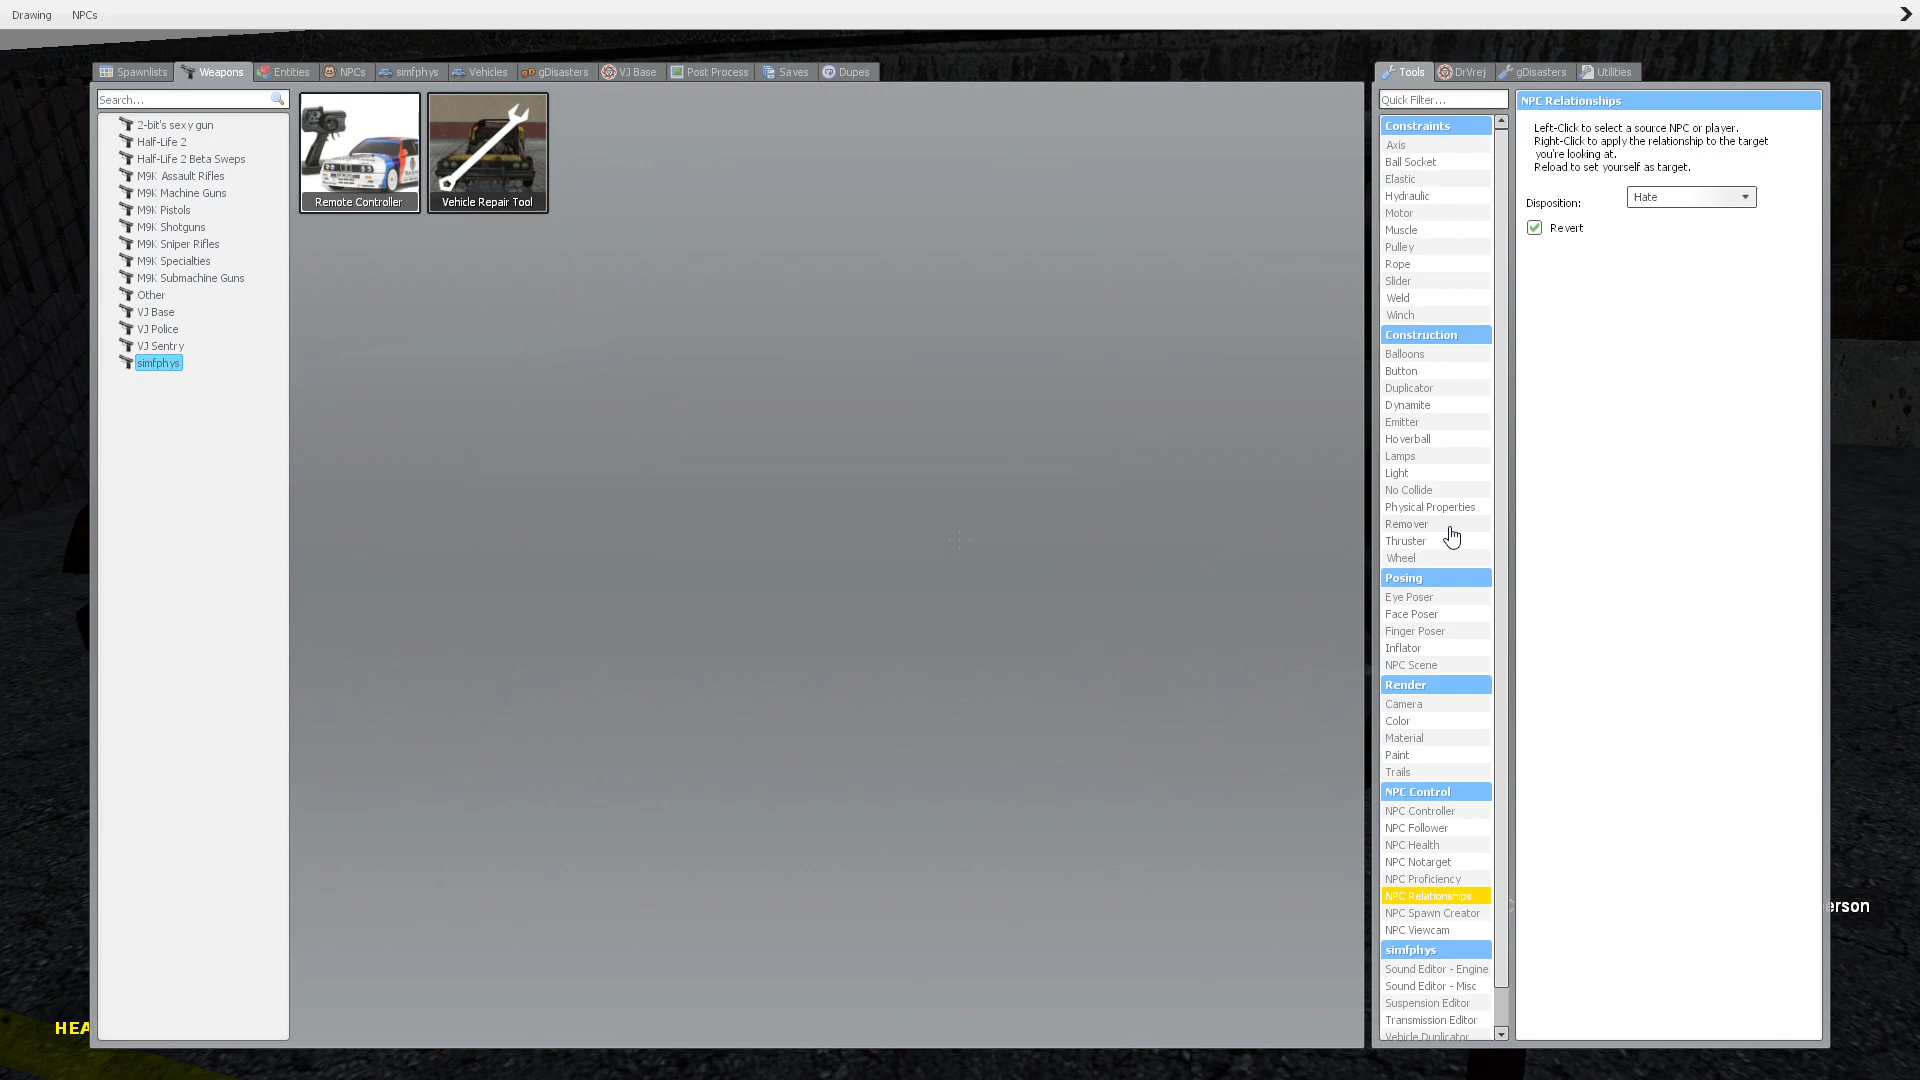 Drawing NPCs
Spawnlists Weapons Entities NPCs simfphys Vehicles gDisasters VJ Base Post Process Saves Dupes
Search...
2-bit's sexy gun
Half-Life 2
Half-Life 2 Beta Sweps
M9K Assault Rifles
M9K Machine Guns
M9K Pistols
M9K Shotguns
M9K Sniper Rifles
M9K Specialties
M9K Submachine Guns
Other
VJ Base
VJ Police
VJ Sentry
simfphys
Remote Controller
Vehicle Repair Tool
Tools DrVrej gDisasters Utilities
Quick Filter...
Constraints
Axis
Ball Socket
Elastic
Hydraulic
Motor
Muscle
Pulley
Rope
Slider
Weld
Winch
Construction
Balloons
Button
Duplicator
Dynamite
Emitter
Hoverball
Lamps
Light
No Collide
Physical Properties
Remover
Thruster
Wheel
Posing
Eye Poser
Face Poser
Finger Poser
Inflator
NPC Scene
Render
Camera
Color
Material
Paint
Trails
NPC Control
NPC Controller
NPC Follower
NPC Health
NPC Notarget
NPC Proficiency
NPC Relationships
NPC Spawn Creator
NPC Viewcam
simfphys
Sound Editor - Engine
Sound Editor - Misc
Suspension Editor
Transmission Editor
Vehicle Duplicator
NPC Relationships
Left-Click to select a source NPC or player.
Right-Click to apply the relationship to the target
you're looking at.
Reload to set yourself as target.
Disposition: Hate
Revert
erson
HEA